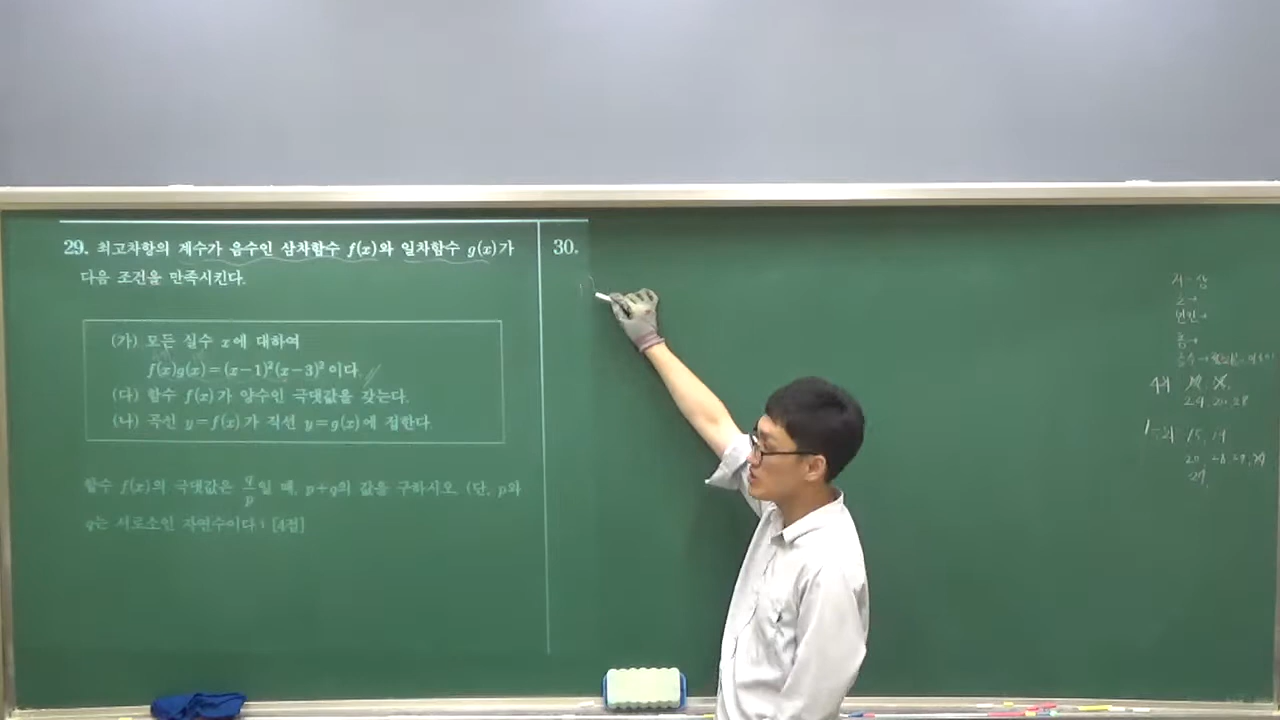 29. 최고차항의 계수가 음수인 삼차함수 f(x)와 일차함수 g(x)가
다음 조건을 만족시킨다.
(가) 모든 실수 x에 대하여
f(x)g(x)=(x-1)²(x-3)² 이다.
(다) 함수 f(x)가 양수인 극댓값을 갖는다.
(나) 곡선 y=f(x)가 직선 y=g(x)에 접한다.
함수 f(x)의 극댓값은 q/p일 때, p+q의 값을 구하시오. (단, p와
q는 서로소인 자연수이다.) [4점]
30.